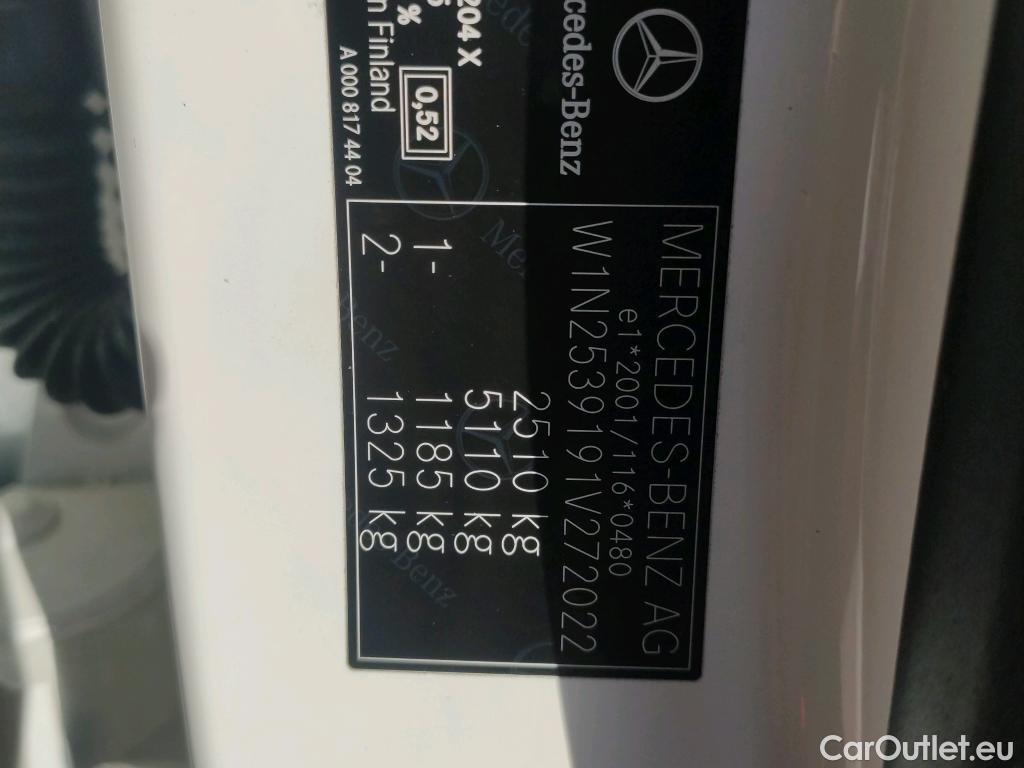 Mercedes-Benz
204 X
%
in Finland
0,52
A 000 817 44 04
MERCEDES-BENZ AG
e1*2001/116*0480
W1N2539191V272022
2510 kg
5110 kg
1- 1185 kg
2- 1325 kg
CarOutlet.eu